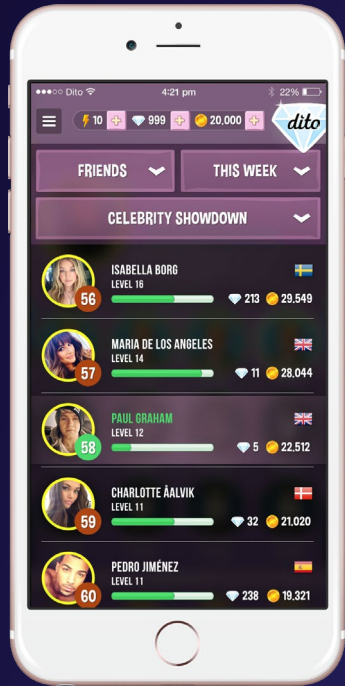 Dito 4:21 pm 22%
10 999 20,000 dito
FRIENDS THIS WEEK
CELEBRITY SHOWDOWN
ISABELLA BORG
LEVEL 16
56 213 29.549
MARIA DE LOS ANGELES
LEVEL 14
57 11 28.044
PAUL GRAHAM
LEVEL 12
58 5 22,512
CHARLOTTE ÅALVIK
LEVEL 11
59 32 21.020
PEDRO JIMÉNEZ
LEVEL 11
60 238 19.321